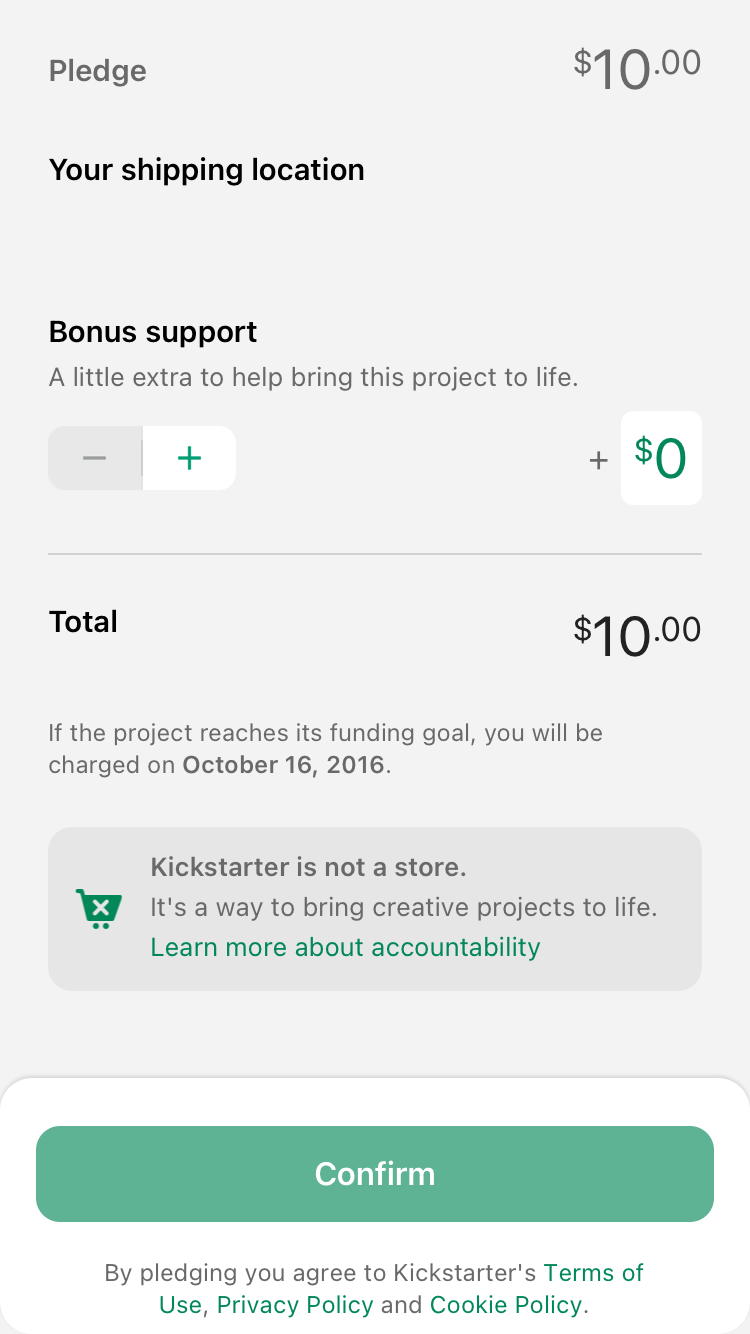 Pledge $10.00
Your shipping location
Bonus support
A little extra to help bring this project to life.
− + + $0
Total $10.00
If the project reaches its funding goal, you will be
charged on October 16, 2016.
Kickstarter is not a store.
It's a way to bring creative projects to life.
Learn more about accountability
Confirm
By pledging you agree to Kickstarter's Terms of
Use, Privacy Policy and Cookie Policy.